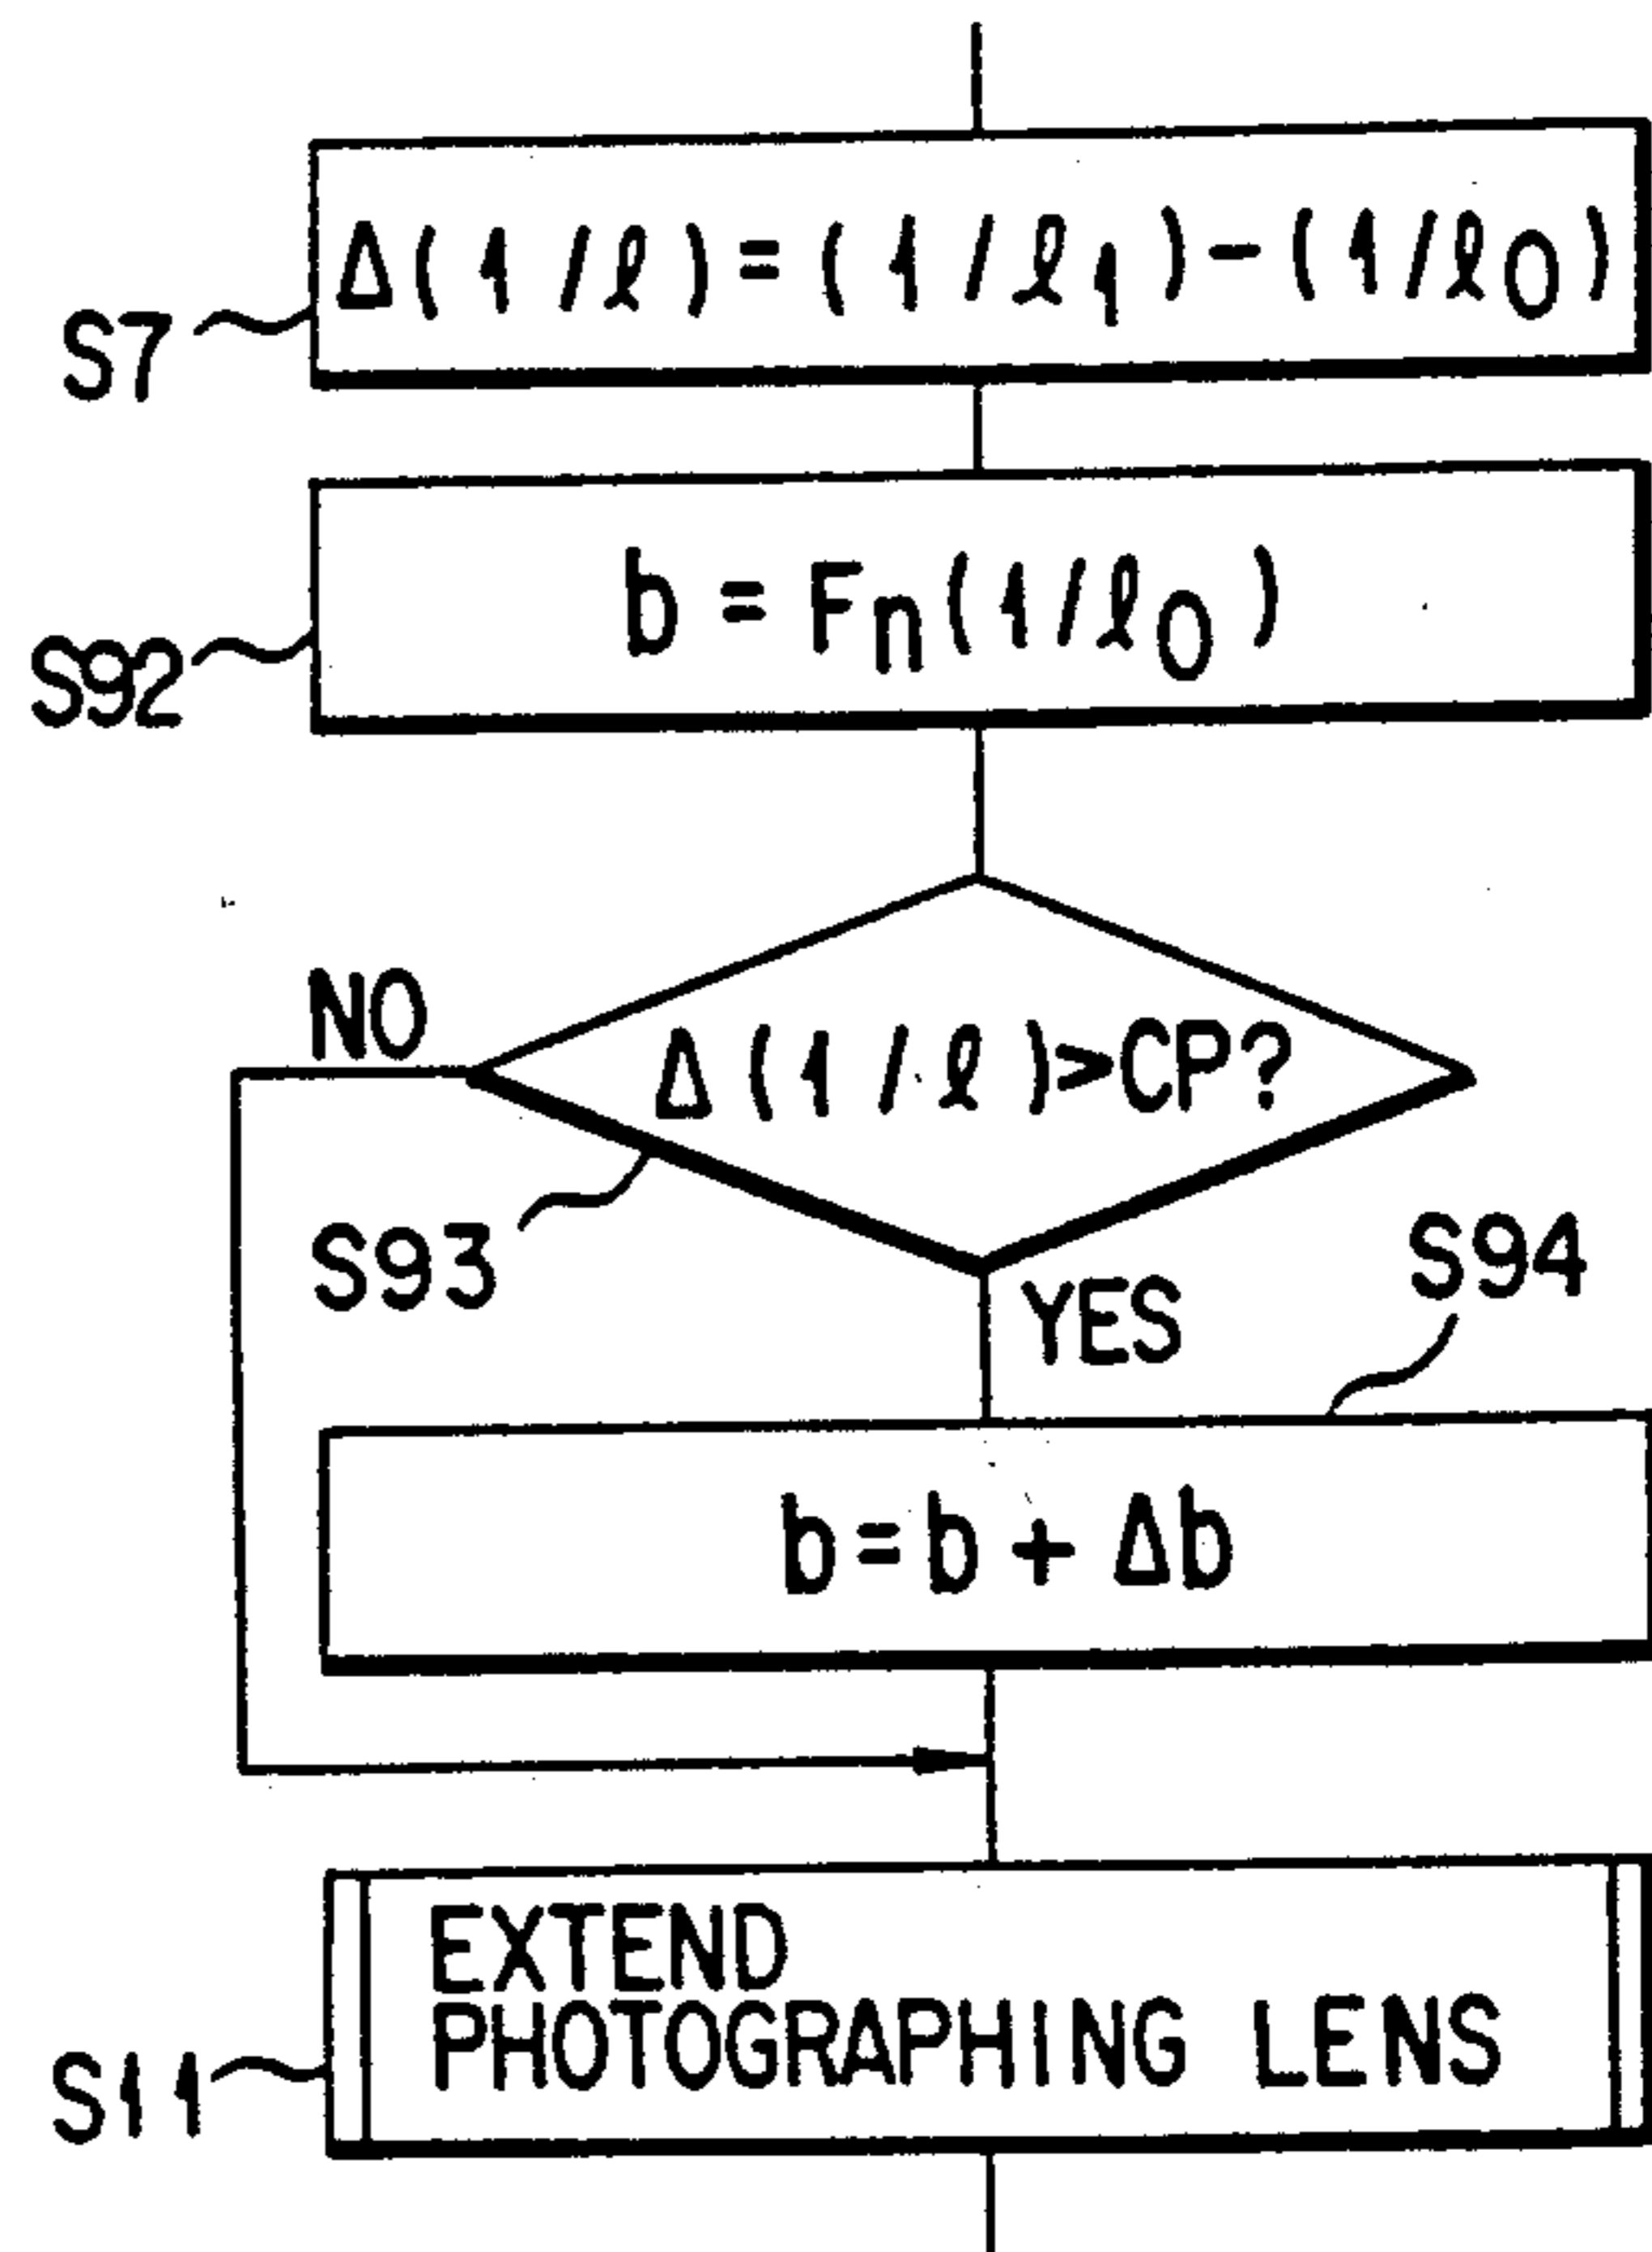 Δ(1/ℓ)=(1/ℓ1)-(1/ℓ0)
S7
b=Fn(1/ℓ0)
S92
NO
Δ(1/ℓ)>CP?
S93
YES
S94
b=b+Δb
EXTEND
PHOTOGRAPHING LENS
S11